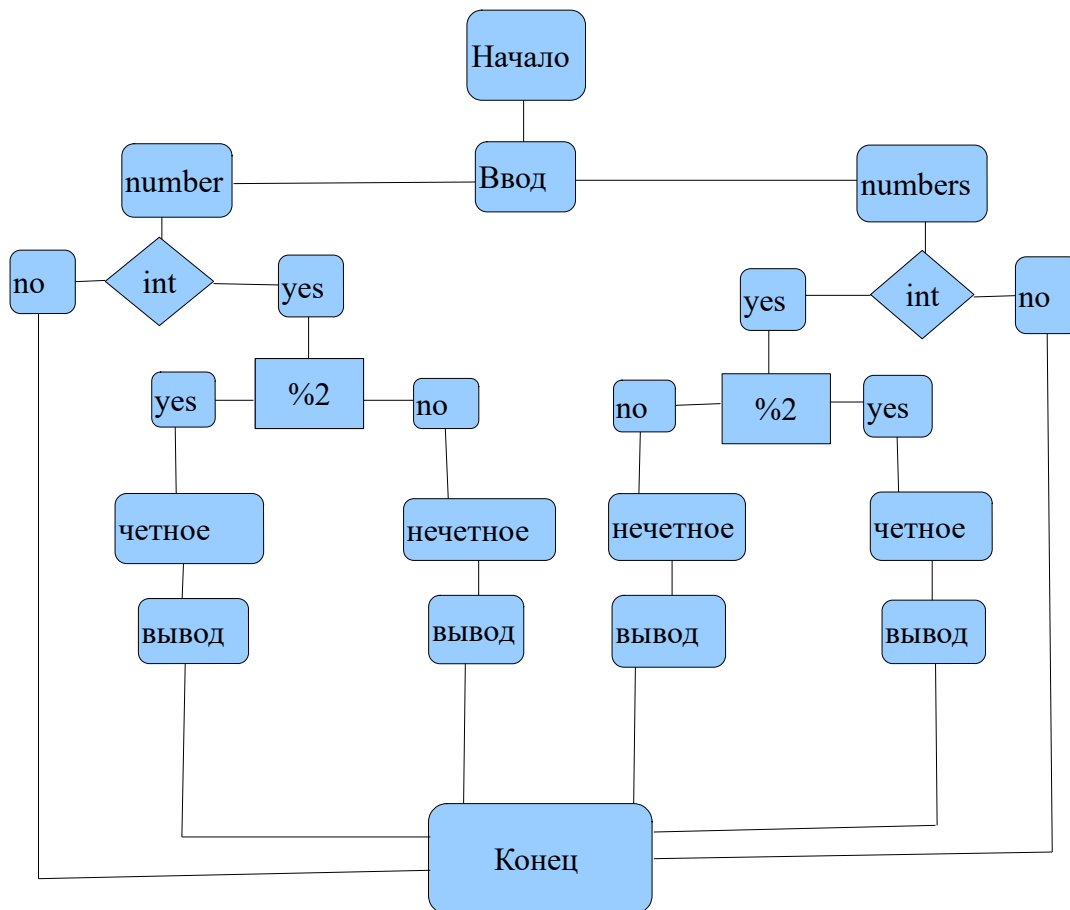 Начало
number
Ввод
numbers
no
int
yes
yes
int
no
yes
%2
no
no
%2
yes
четное
нечетное
нечетное
четное
вывод
вывод
вывод
вывод
Конец